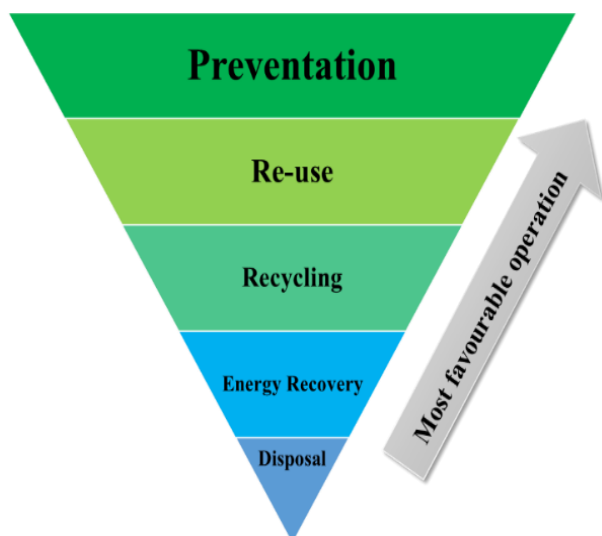 Preventation
Re-use
Recycling
Energy Recovery
Disposal
Most favourable operation